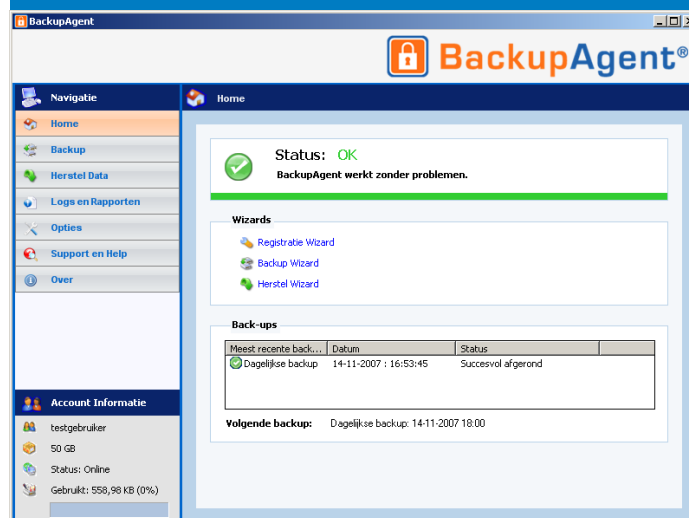 BackupAgent
BackupAgent®
Navigatie
Home
Home
Backup
Herstel Data
Logs en Rapporten
Opties
Support en Help
Over
Status: OK
BackupAgent werkt zonder problemen.
Wizards
Registratie Wizard
Backup Wizard
Herstel Wizard
Back-ups
Meest recente back... Datum Status
Dagelijkse backup 14-11-2007 : 16:53:45 Succesvol afgerond
Volgende backup: Dagelijkse backup: 14-11-2007 18:00
Account Informatie
testgebruiker
50 GB
Status: Online
Gebruikt: 558,98 KB (0%)